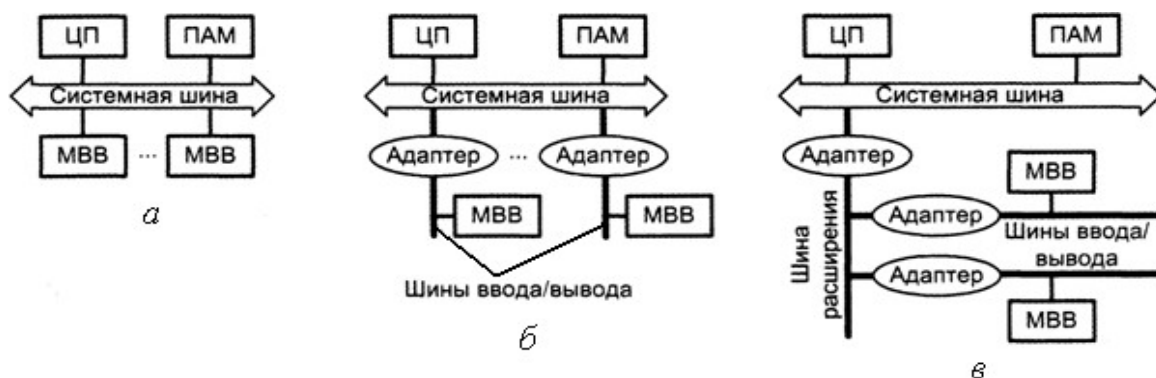 ЦП ПАМ
Системная шина
МВВ ... МВВ
а
ЦП ПАМ
Системная шина
Адаптер ... Адаптер
МВВ МВВ
Шины ввода/вывода
б
ЦП ПАМ
Системная шина
Адаптер
МВВ
Адаптер
Шины ввода/
вывода
Адаптер
МВВ
Шина
расширения
в